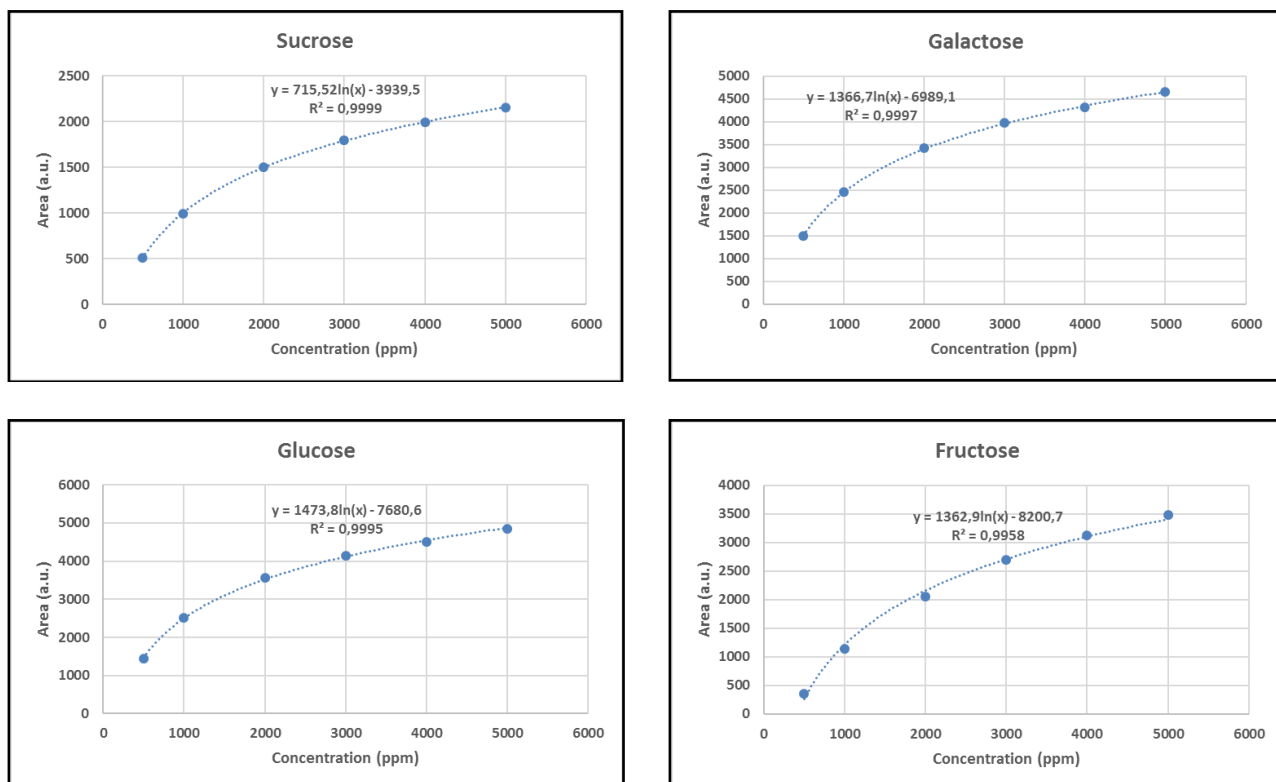 Sucrose
y = 715,52ln(x) - 3939,5
R² = 0,9999
Area (a.u.)
2500
2000
1500
1000
500
0
0 1000 2000 3000 4000 5000 6000
Concentration (ppm)
Galactose
y = 1366,7ln(x) - 6989,1
R² = 0,9997
Area (a.u.)
5000
4500
4000
3500
3000
2500
2000
1500
1000
500
0
0 1000 2000 3000 4000 5000 6000
Concentration (ppm)
Glucose
y = 1473,8ln(x) - 7680,6
R² = 0,9995
Area (a.u.)
6000
5000
4000
3000
2000
1000
0
0 1000 2000 3000 4000 5000 6000
Concentration (ppm)
Fructose
y = 1362,9ln(x) - 8200,7
R² = 0,9958
Area (a.u.)
4000
3500
3000
2500
2000
1500
1000
500
0
0 1000 2000 3000 4000 5000 6000
Concentration (ppm)